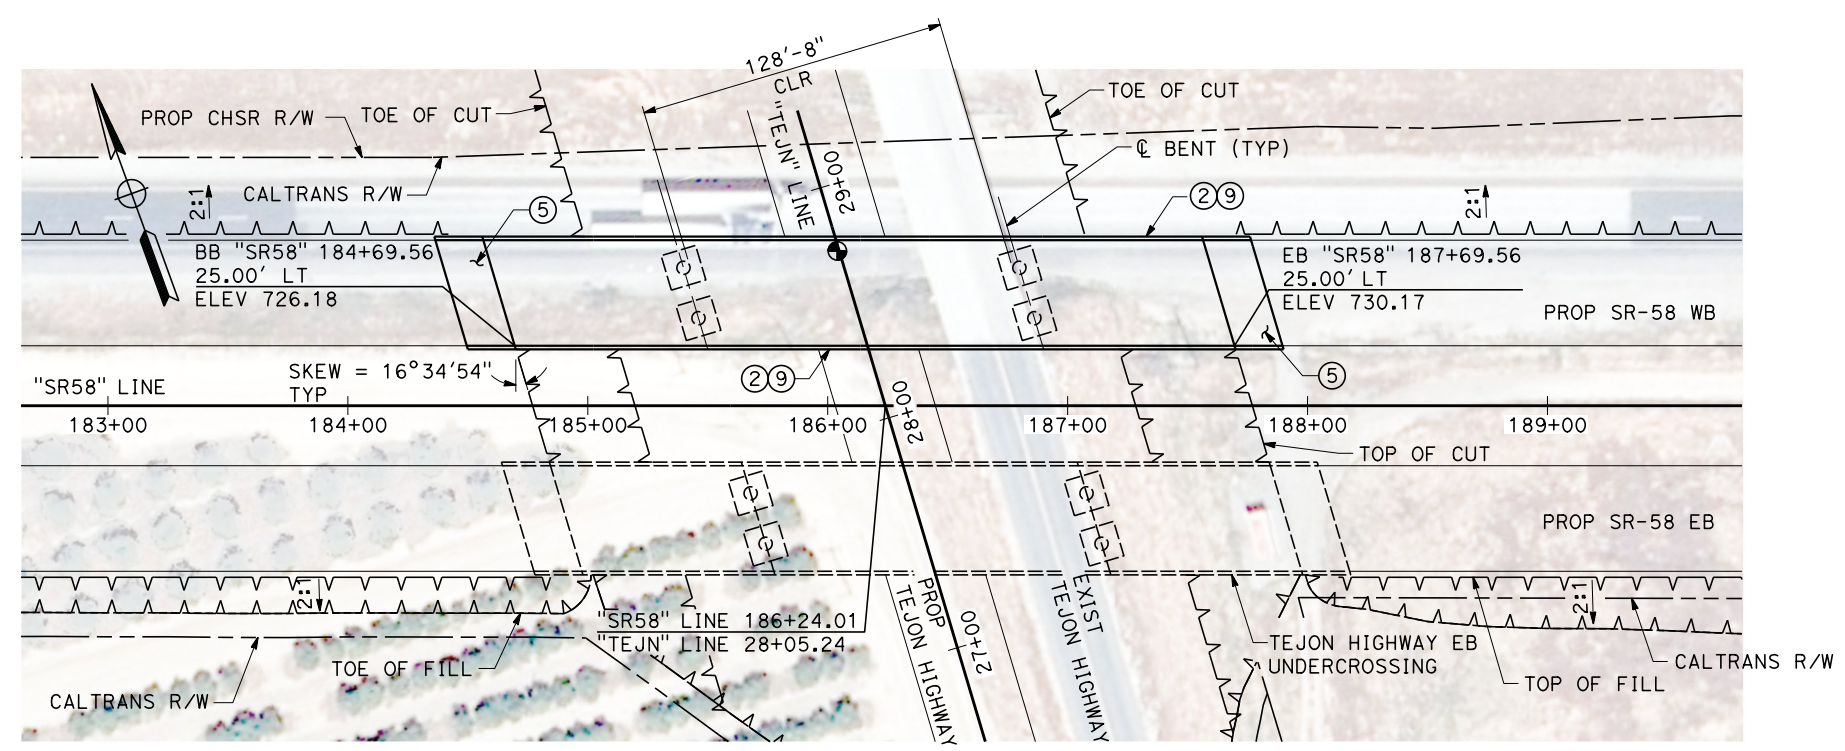 128'-8"
CLR
"TEJN" LINE
29+00
PROP CHSR R/W
TOE OF CUT
TOE OF CUT
℄ BENT (TYP)
CALTRANS R/W
2:1
5
2 9
2:1
BB "SR58" 184+69.56
25.00' LT
ELEV 726.18
EB "SR58" 187+69.56
25.00' LT
ELEV 730.17
PROP SR-58 WB
SKEW = 16°34'54"
TYP
2 9
5
"SR58" LINE
183+00
184+00
185+00
186+00
187+00
188+00
189+00
28+00
TOP OF CUT
PROP SR-58 EB
2:1
2:1
"SR58" LINE 186+24.01
"TEJN" LINE 28+05.24
PROP
TEJON HIGHWAY
27+00
EXIST
TEJON HIGHWAY
TEJON HIGHWAY EB
UNDERCROSSING
TOE OF FILL
CALTRANS R/W
CALTRANS R/W
TOP OF FILL